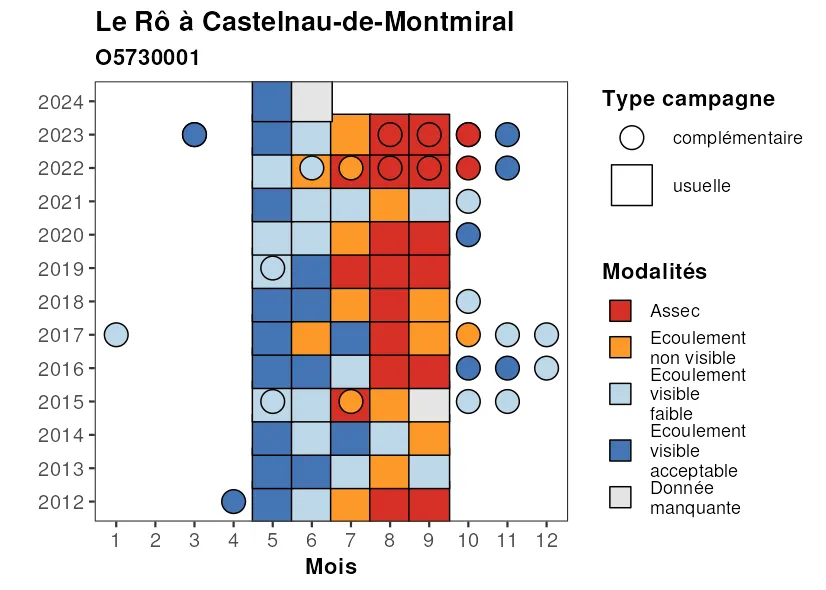 Le Rô à Castelnau-de-Montmiral
O5730001
2024
2023
2022
2021
2020
2019
2018
2017
2016
2015
2014
2013
2012
1 2 3 4 5 6 7 8 9 10 11 12
Mois
Type campagne
complémentaire
usuelle
Modalités
Assec
Ecoulement
non visible
Ecoulement
visible
faible
Ecoulement
visible
acceptable
Donnée
manquante